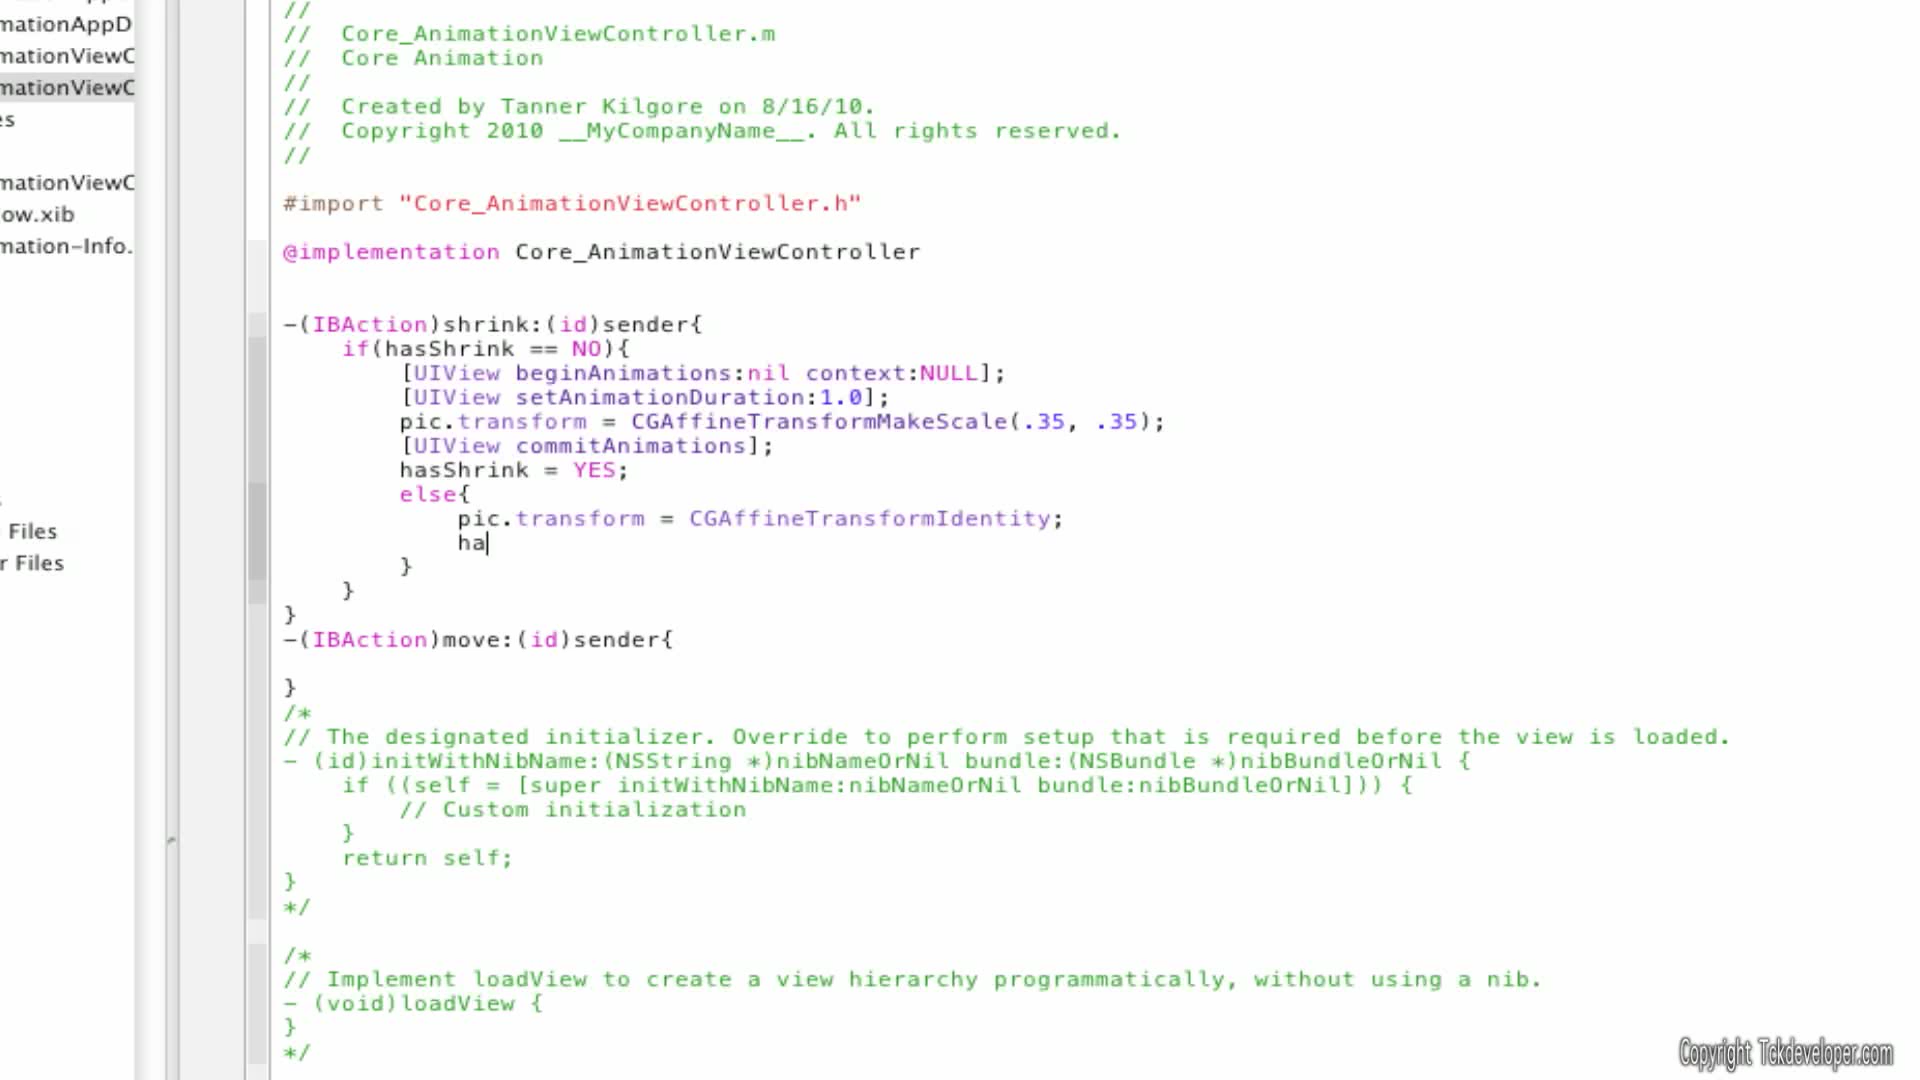 mationAppD
mationViewC
mationViewC
es
mationViewC
ow.xib
mation-Info.
Files
r Files
//
//  Core_AnimationViewController.m
//  Core Animation
//
//  Created by Tanner Kilgore on 8/16/10.
//  Copyright 2010 __MyCompanyName__. All rights reserved.
//
#import "Core_AnimationViewController.h"
@implementation Core_AnimationViewController
-(IBAction)shrink:(id)sender{
    if(hasShrink == NO){
        [UIView beginAnimations:nil context:NULL];
        [UIView setAnimationDuration:1.0];
        pic.transform = CGAffineTransformMakeScale(.35, .35);
        [UIView commitAnimations];
        hasShrink = YES;
        else{
            pic.transform = CGAffineTransformIdentity;
            ha
        }
    }
}
-(IBAction)move:(id)sender{
}
/*
// The designated initializer. Override to perform setup that is required before the view is loaded.
- (id)initWithNibName:(NSString *)nibNameOrNil bundle:(NSBundle *)nibBundleOrNil {
    if ((self = [super initWithNibName:nibNameOrNil bundle:nibBundleOrNil])) {
        // Custom initialization
    }
    return self;
}
*/
/*
// Implement loadView to create a view hierarchy programmatically, without using a nib.
- (void)loadView {
}
*/
Copyright Tckdeveloper.com